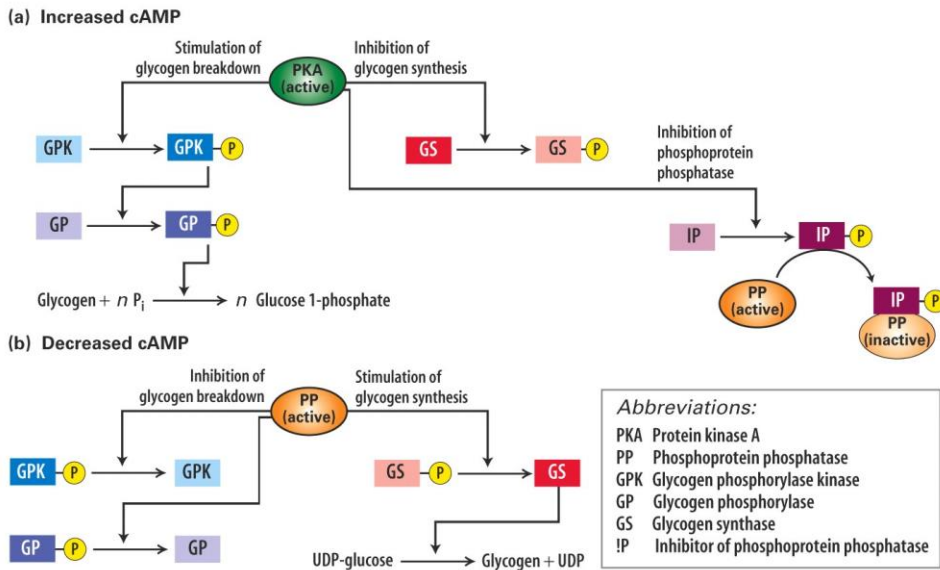 (a) Increased cAMP
Stimulation of
glycogen breakdown
PKA
(active)
Inhibition of
glycogen synthesis
GPK
GPK
P
GS
GS
P
Inhibition of
phosphoprotein
phosphatase
GP
GP
P
IP
IP
P
Glycogen + n Pi
n Glucose 1-phosphate
PP
(active)
IP
P
PP
(inactive)
(b) Decreased cAMP
Inhibition of
glycogen breakdown
PP
(active)
Stimulation of
glycogen synthesis
GPK
P
GPK
GS
P
GS
GP
P
GP
UDP-glucose
Glycogen + UDP
Abbreviations:
PKA Protein kinase A
PP Phosphoprotein phosphatase
GPK Glycogen phosphorylase kinase
GP Glycogen phosphorylase
GS Glycogen synthase
!P Inhibitor of phosphoprotein phosphatase